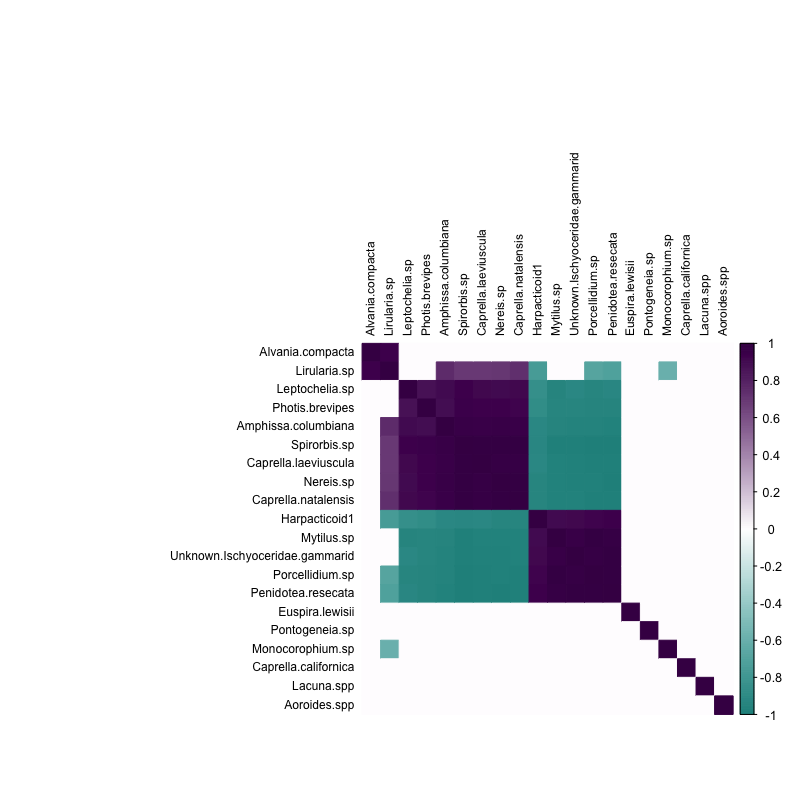 Alvania.compacta
Lirularia.sp
Leptochelia.sp
Photis.brevipes
Amphissa.columbiana
Spirorbis.sp
Caprella.laeviuscula
Nereis.sp
Caprella.natalensis
Harpacticoid1
Mytilus.sp
Unknown.Ischyoceridae.gammarid
Porcellidium.sp
Penidotea.resecata
Euspira.lewisii
Pontogeneia.sp
Monocorophium.sp
Caprella.californica
Lacuna.spp
Aoroides.spp
Alvania.compacta
Lirularia.sp
Leptochelia.sp
Photis.brevipes
Amphissa.columbiana
Spirorbis.sp
Caprella.laeviuscula
Nereis.sp
Caprella.natalensis
Harpacticoid1
Mytilus.sp
Unknown.Ischyoceridae.gammarid
Porcellidium.sp
Penidotea.resecata
Euspira.lewisii
Pontogeneia.sp
Monocorophium.sp
Caprella.californica
Lacuna.spp
Aoroides.spp
1
0.8
0.6
0.4
0.2
0
-0.2
-0.4
-0.6
-0.8
-1